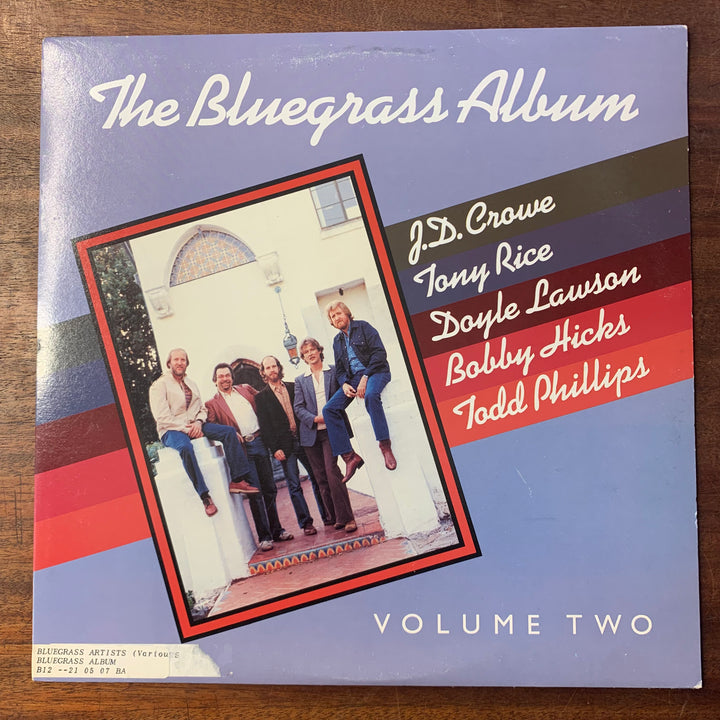 The Bluegrass Album
J.D. Crowe
Tony Rice
Doyle Lawson
Bobby Hicks
Todd Phillips
VOLUME TWO
BLUEGRASS ARTISTS (Various
BLUEGRASS ALBUM
B12 --21 05 07 BA